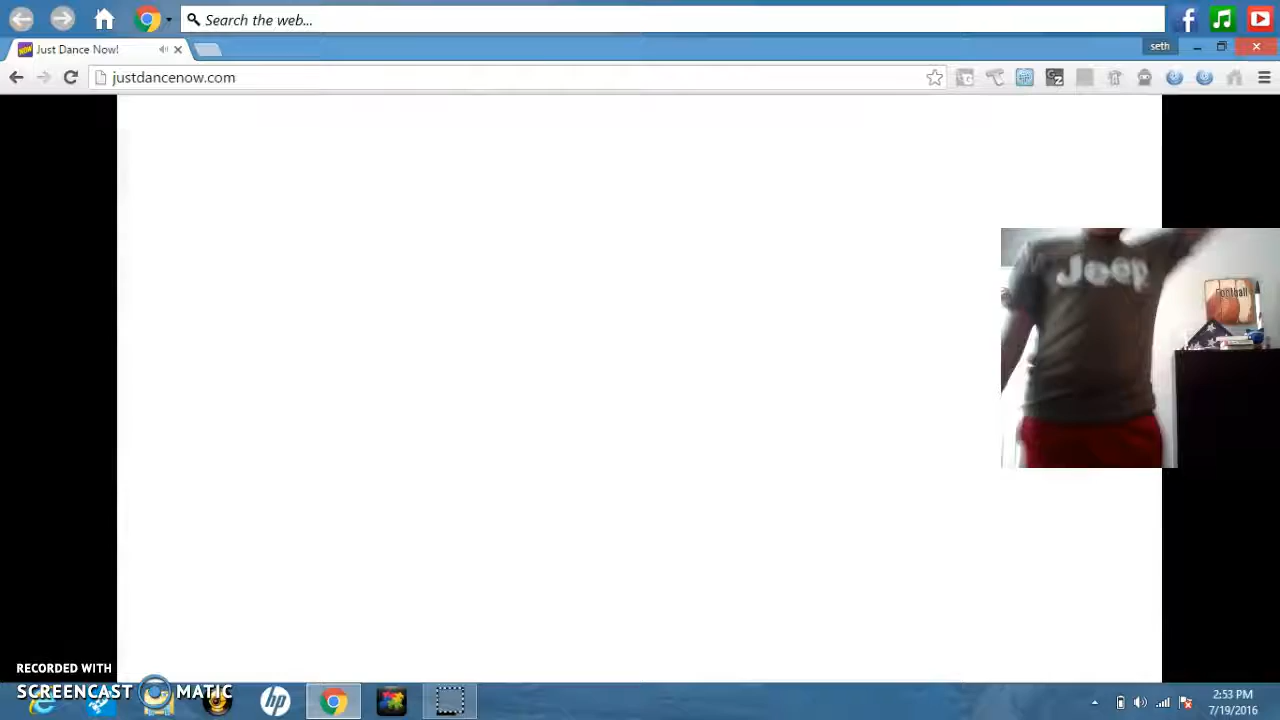 Search the web...
Just Dance Now!
seth
justdancenow.com
Jeep
Football
RECORDED WITH
SCREENCAST MATIC
hp
2:53 PM
7/19/2016